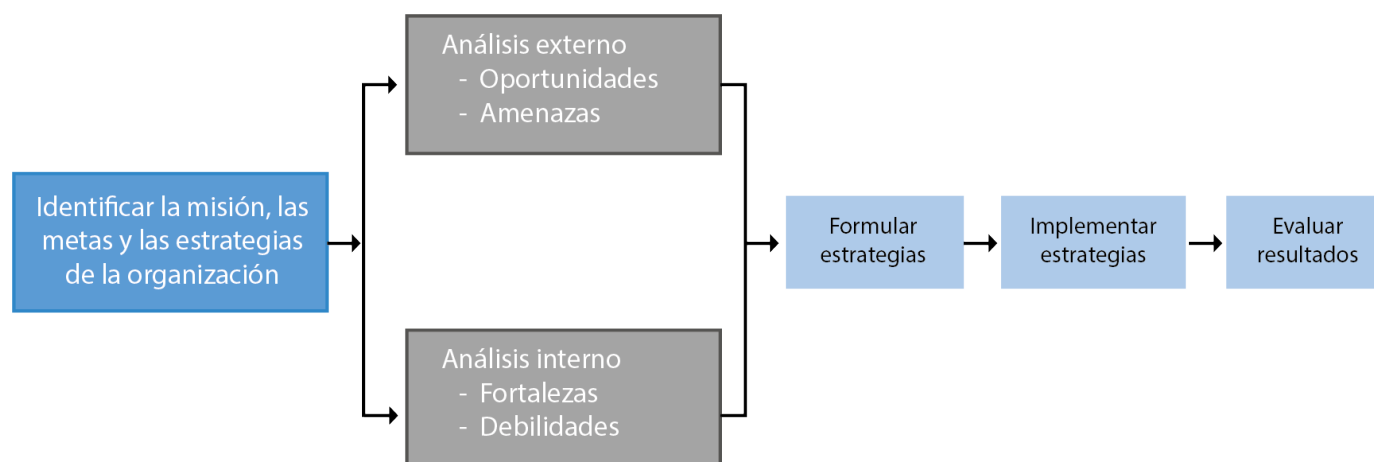 Análisis externo
- Oportunidades
- Amenazas
Identificar la misión, las
metas y las estrategias
de la organización
Análisis interno
- Fortalezas
- Debilidades
Formular
estrategias
Implementar
estrategias
Evaluar
resultados